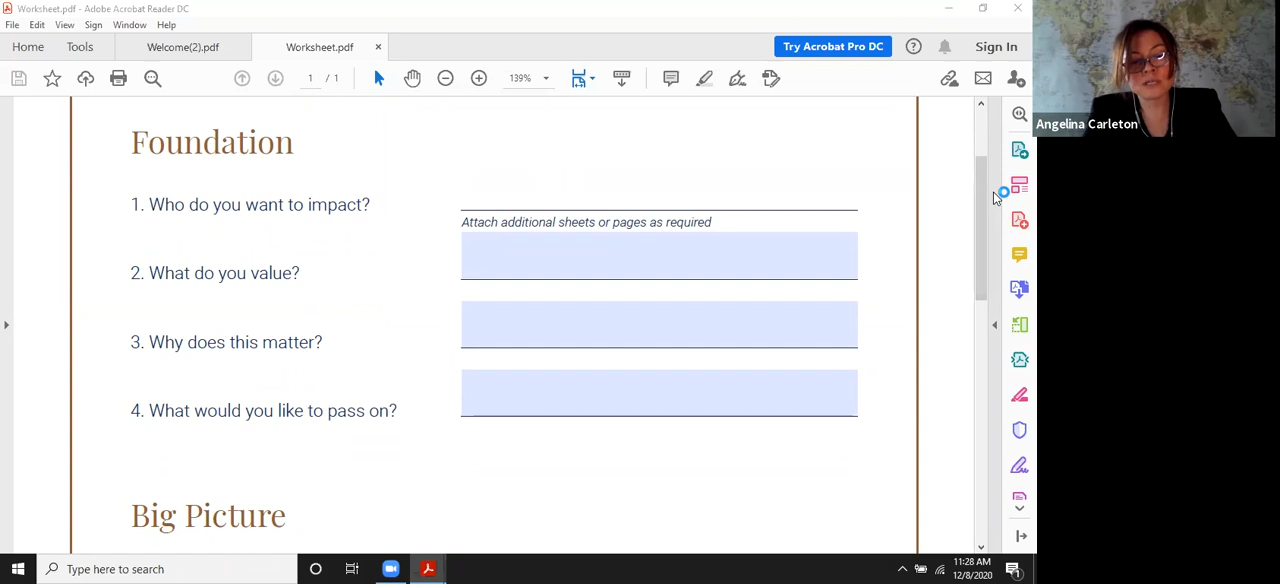 Worksheet.pdf - Adobe Acrobat Reader DC
File Edit View Sign Window Help
Home Tools Welcome(2).pdf Worksheet.pdf × Try Acrobat Pro DC Sign In
1 / 1 139%
Angelina Carleton
Foundation
1. Who do you want to impact?
Attach additional sheets or pages as required
2. What do you value?
3. Why does this matter?
4. What would you like to pass on?
Big Picture
Type here to search
11:28 AM
12/8/2020
1